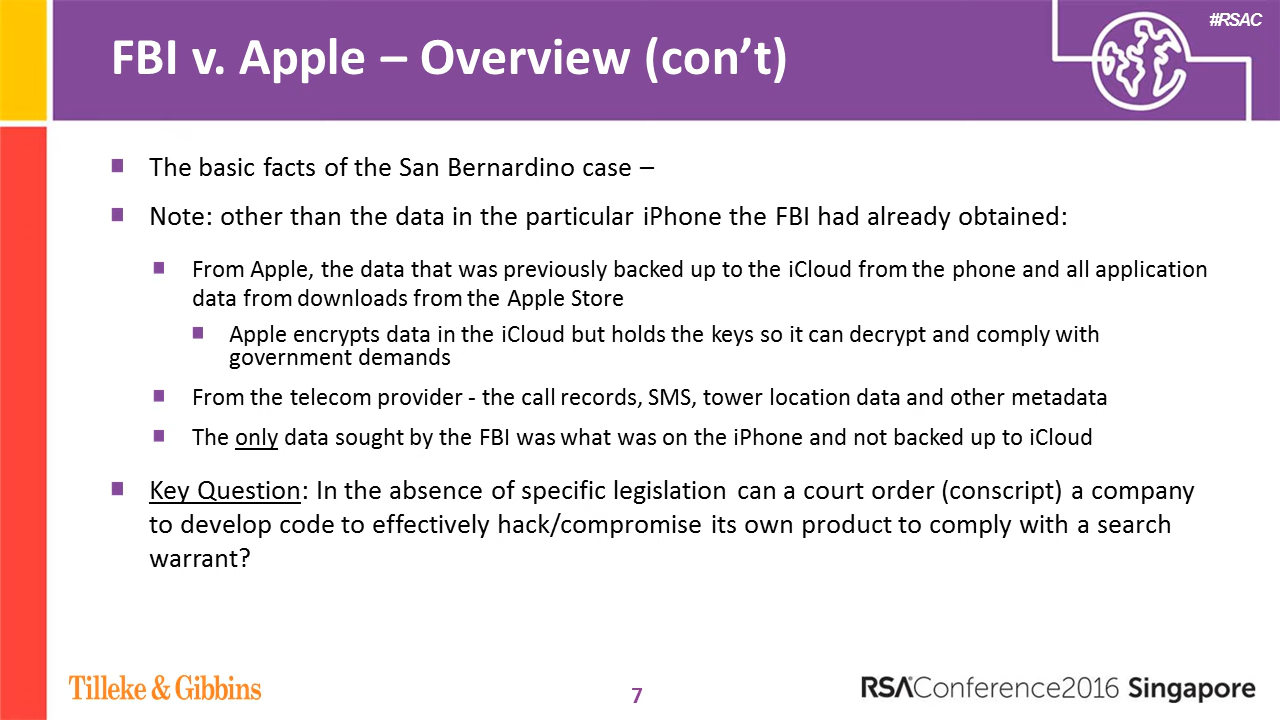 #RSAC
FBI v. Apple – Overview (con’t)
The basic facts of the San Bernardino case –
Note: other than the data in the particular iPhone the FBI had already obtained:
From Apple, the data that was previously backed up to the iCloud from the phone and all application
data from downloads from the Apple Store
Apple encrypts data in the iCloud but holds the keys so it can decrypt and comply with
government demands
From the telecom provider - the call records, SMS, tower location data and other metadata
The only data sought by the FBI was what was on the iPhone and not backed up to iCloud
Key Question: In the absence of specific legislation can a court order (conscript) a company
to develop code to effectively hack/compromise its own product to comply with a search
warrant?
Tilleke & Gibbins
7
RSAConference2016 Singapore